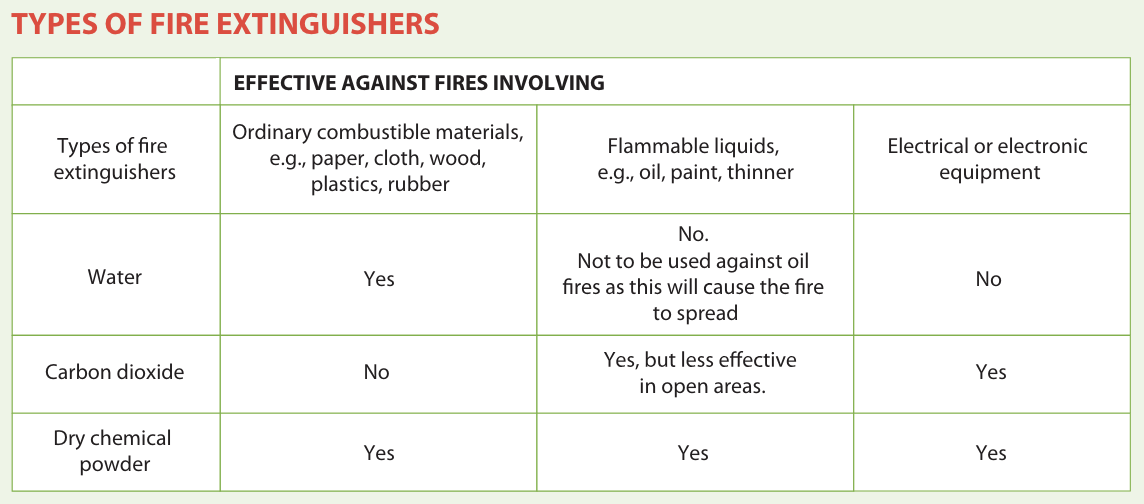 TYPES OF FIRE EXTINGUISHERS
EFFECTIVE AGAINST FIRES INVOLVING
Types of fire
extinguishers
Ordinary combustible materials,
e.g., paper, cloth, wood,
plastics, rubber
Flammable liquids,
e.g., oil, paint, thinner
Electrical or electronic
equipment
Water
Yes
No.
Not to be used against oil
fires as this will cause the fire
to spread
No
Carbon dioxide
No
Yes, but less effective
in open areas.
Yes
Dry chemical
powder
Yes
Yes
Yes